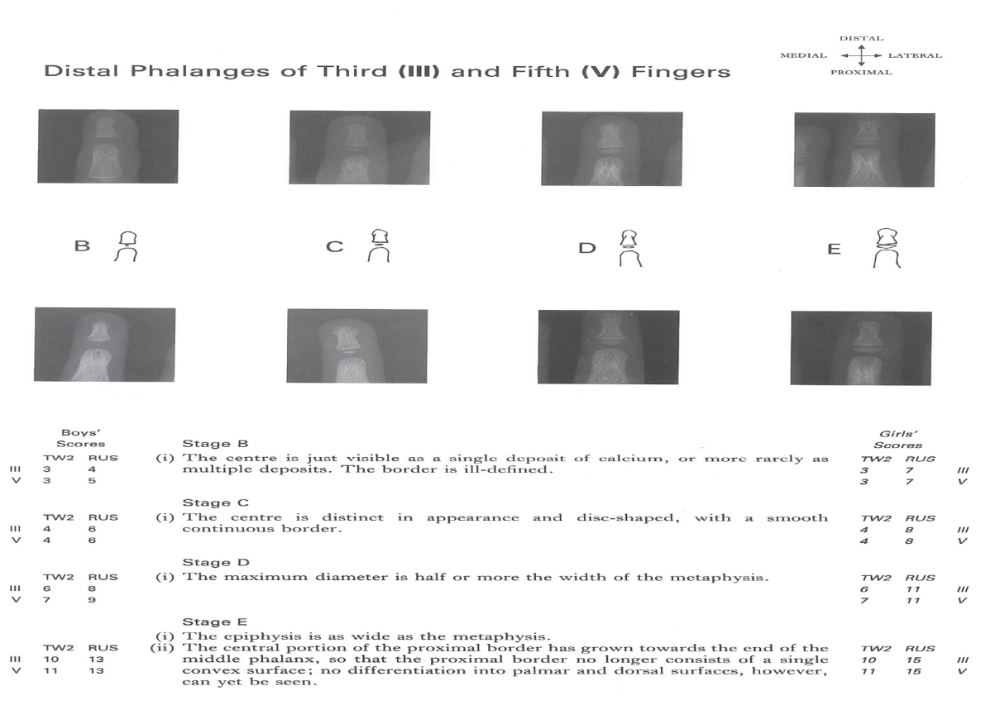 DISTAL
MEDIAL LATERAL
PROXIMAL
Distal Phalanges of Third (III) and Fifth (V) Fingers
B C D E
Boys' Girls'
Scores Stage B Scores
TW2 RUS (i) The centre is just visible as a single deposit of calcium, or more rarely as TW2 RUS
III 3 4 multiple deposits. The border is ill-defined. 3 7 III
V 3 5 3 7 V
Stage C
TW2 RUS (i) The centre is distinct in appearance and disc-shaped, with a smooth TW2 RUS
III 4 6 continuous border. 4 8 III
V 4 6 4 8 V
Stage D
TW2 RUS (i) The maximum diameter is half or more the width of the metaphysis. TW2 RUS
III 6 8 6 11 III
V 7 9 7 11 V
Stage E
(i) The epiphysis is as wide as the metaphysis.
TW2 RUS (ii) The central portion of the proximal border has grown towards the end of the TW2 RUS
III 10 13 middle phalanx, so that the proximal border no longer consists of a single 10 15 III
V 11 13 convex surface; no differentiation into palmar and dorsal surfaces, however, 11 15 V
can yet be seen.